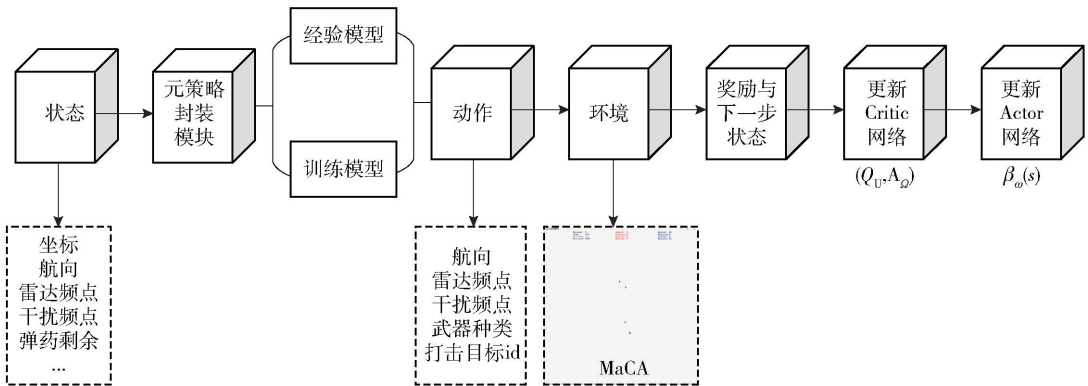 状态
元策略
封装
模块
经验模型
训练模型
动作
环境
奖励与
下一步
状态
更新
Critic
网络
(Q_U,A_Ω)
更新
Actor
网络
β_ω(s)
坐标
航向
雷达频点
干扰频点
弹药剩余
...
航向
雷达频点
干扰频点
武器种类
打击目标id
MaCA